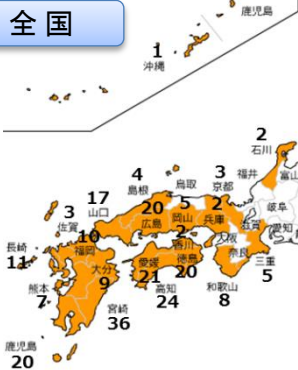 全国
鹿児島
1
沖縄
2
石川
富山
福井
岐阜
4
島根
鳥取
3
京都
17
山口
20
広島
5
岡山
2
兵庫
滋賀
愛知
3
佐賀
10
福岡
2
香川
大阪
奈良
三重
5
長崎
11
大分
9
愛媛
21
徳島
20
高知
24
和歌山
8
熊本
7
宮崎
36
鹿児島
20